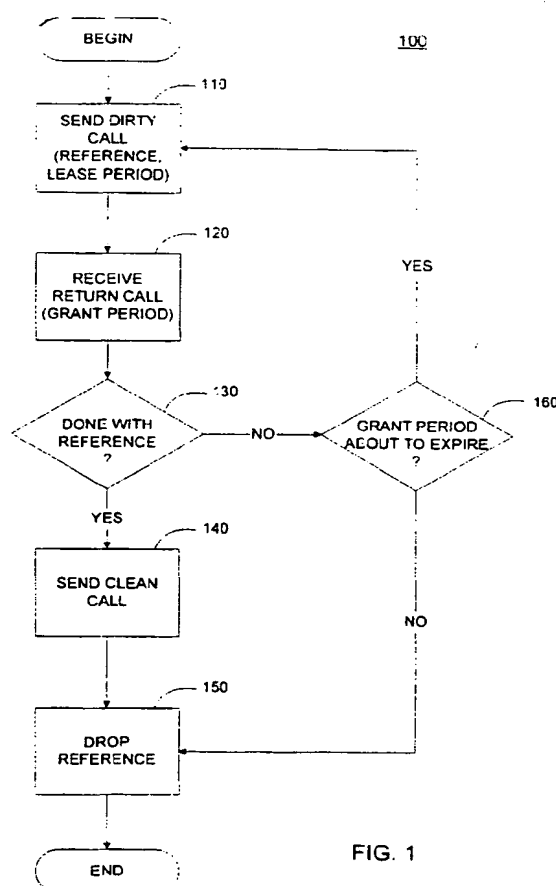 BEGIN
100
110
SEND DIRTY
CALL
(REFERENCE,
LEASE PERIOD)
120
RECEIVE
RETURN CALL
(GRANT PERIOD)
YES
130
DONE WITH
REFERENCE
?
NO
160
GRANT PERIOD
ABOUT TO EXPIRE
?
YES
140
SEND CLEAN
CALL
NO
150
DROP
REFERENCE
END
FIG. 1